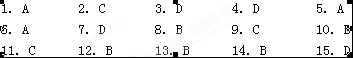 1. A 2. C 3. D 4. D 5. A
6. A 7. D 8. B 9. C 10. B
11. C 12. B 13. B 14. B 15. D